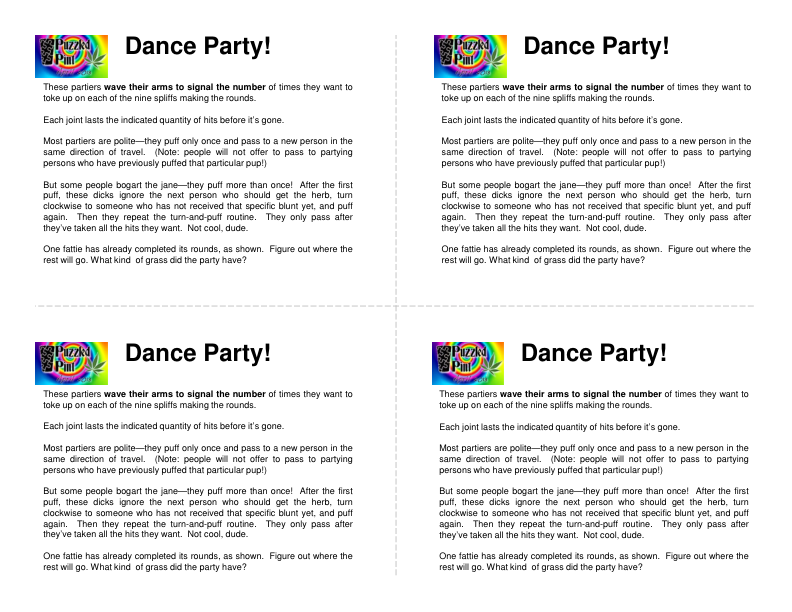 Puzzled
Pint
Dance Party!
These partiers wave their arms to signal the number of times they want to
toke up on each of the nine spliffs making the rounds.
Each joint lasts the indicated quantity of hits before it's gone.
Most partiers are polite—they puff only once and pass to a new person in the
same direction of travel. (Note: people will not offer to pass to partying
persons who have previously puffed that particular pup!)
But some people bogart the jane—they puff more than once! After the first
puff, these dicks ignore the next person who should get the herb, turn
clockwise to someone who has not received that specific blunt yet, and puff
again. Then they repeat the turn-and-puff routine. They only pass after
they've taken all the hits they want. Not cool, dude.
One fattie has already completed its rounds, as shown. Figure out where the
rest will go. What kind of grass did the party have?
Puzzled
Pint
Dance Party!
These partiers wave their arms to signal the number of times they want to
toke up on each of the nine spliffs making the rounds.
Each joint lasts the indicated quantity of hits before it's gone.
Most partiers are polite—they puff only once and pass to a new person in the
same direction of travel. (Note: people will not offer to pass to partying
persons who have previously puffed that particular pup!)
But some people bogart the jane—they puff more than once! After the first
puff, these dicks ignore the next person who should get the herb, turn
clockwise to someone who has not received that specific blunt yet, and puff
again. Then they repeat the turn-and-puff routine. They only pass after
they've taken all the hits they want. Not cool, dude.
One fattie has already completed its rounds, as shown. Figure out where the
rest will go. What kind of grass did the party have?
Puzzled
Pint
Dance Party!
These partiers wave their arms to signal the number of times they want to
toke up on each of the nine spliffs making the rounds.
Each joint lasts the indicated quantity of hits before it's gone.
Most partiers are polite—they puff only once and pass to a new person in the
same direction of travel. (Note: people will not offer to pass to partying
persons who have previously puffed that particular pup!)
But some people bogart the jane—they puff more than once! After the first
puff, these dicks ignore the next person who should get the herb, turn
clockwise to someone who has not received that specific blunt yet, and puff
again. Then they repeat the turn-and-puff routine. They only pass after
they've taken all the hits they want. Not cool, dude.
One fattie has already completed its rounds, as shown. Figure out where the
rest will go. What kind of grass did the party have?
Puzzled
Pint
Dance Party!
These partiers wave their arms to signal the number of times they want to
toke up on each of the nine spliffs making the rounds.
Each joint lasts the indicated quantity of hits before it's gone.
Most partiers are polite—they puff only once and pass to a new person in the
same direction of travel. (Note: people will not offer to pass to partying
persons who have previously puffed that particular pup!)
But some people bogart the jane—they puff more than once! After the first
puff, these dicks ignore the next person who should get the herb, turn
clockwise to someone who has not received that specific blunt yet, and puff
again. Then they repeat the turn-and-puff routine. They only pass after
they've taken all the hits they want. Not cool, dude.
One fattie has already completed its rounds, as shown. Figure out where the
rest will go. What kind of grass did the party have?